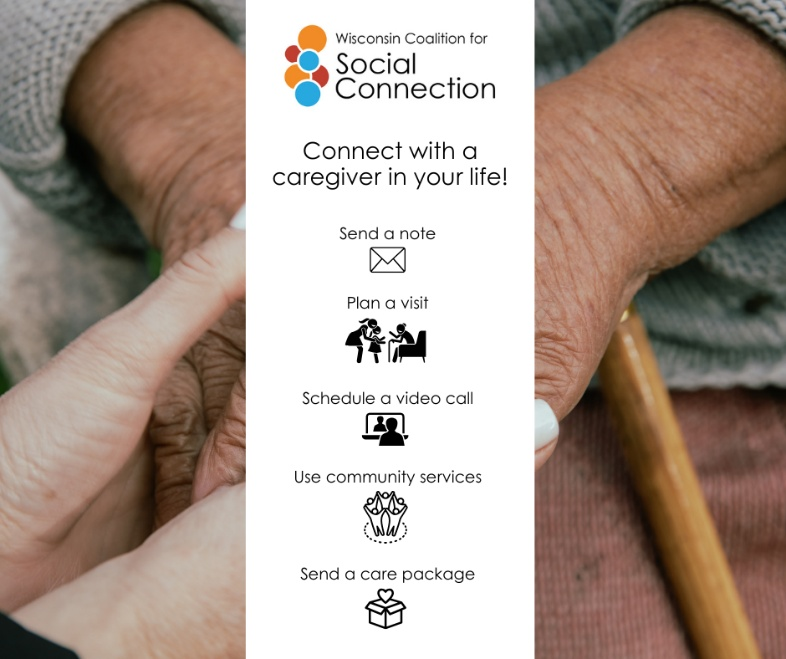 Wisconsin Coalition for
Social
Connection
Connect with a
caregiver in your life!
Send a note
Plan a visit
Schedule a video call
Use community services
Send a care package